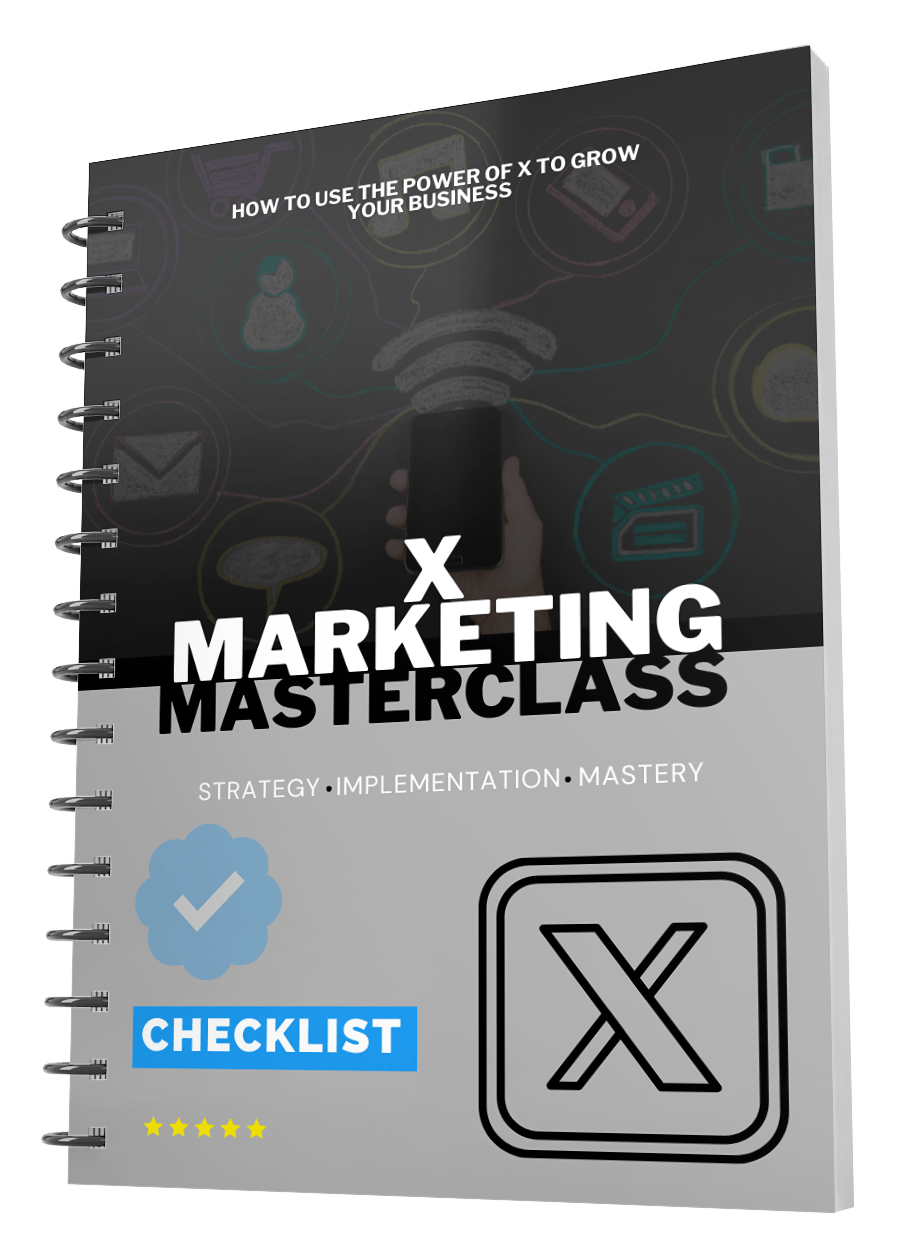 HOW TO USE THE POWER OF X TO GROW
YOUR BUSINESS
X
MARKETING
MASTERCLASS
STRATEGY • IMPLEMENTATION • MASTERY
CHECKLIST
X